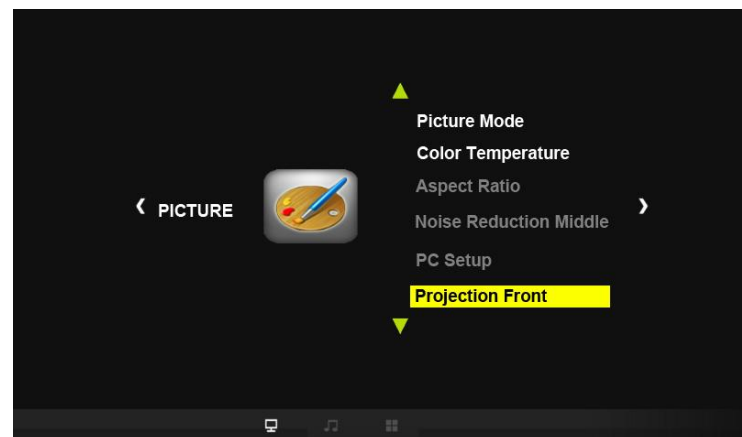 PICTURE
Picture Mode
Color Temperature
Aspect Ratio
Noise Reduction Middle
PC Setup
Projection Front